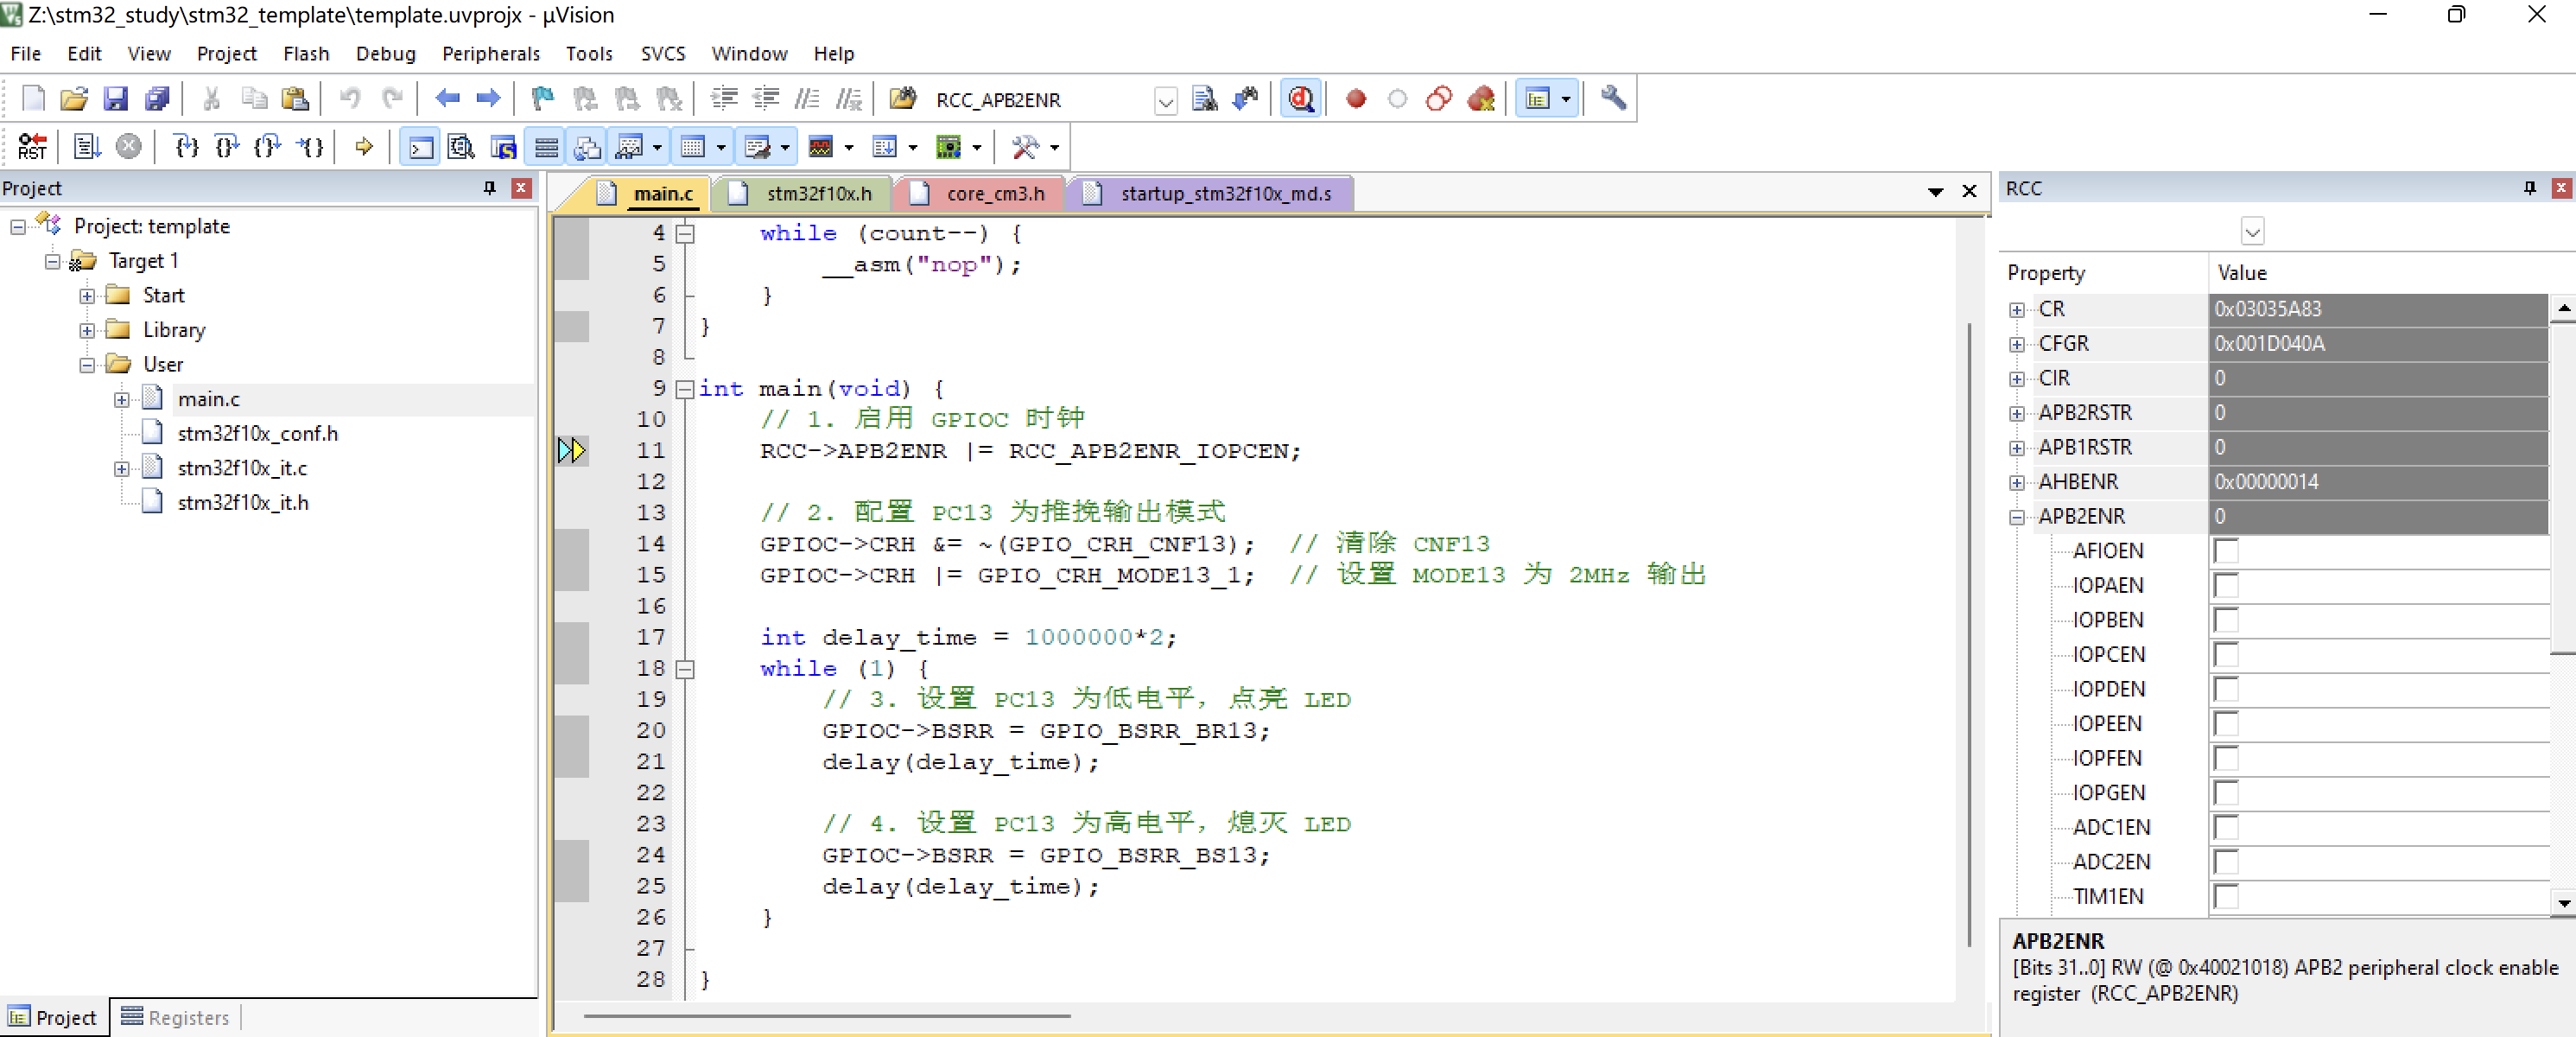 Z:\stm32_study\stm32_template\template.uvprojx - µVision
File Edit View Project Flash Debug Peripherals Tools SVCS Window Help
RCC_APB2ENR
RST
Project
Project: template
Target 1
Start
Library
User
main.c
stm32f10x_conf.h
stm32f10x_it.c
stm32f10x_it.h
Project Registers
main.c stm32f10x.h core_cm3.h startup_stm32f10x_md.s
4 while (count--) {
5 __asm("nop");
6 }
7 }
8
9 int main(void) {
10 // 1. 启用 GPIOC 时钟
11 RCC->APB2ENR |= RCC_APB2ENR_IOPCEN;
12
13 // 2. 配置 PC13 为推挽输出模式
14 GPIOC->CRH &= ~(GPIO_CRH_CNF13); // 清除 CNF13
15 GPIOC->CRH |= GPIO_CRH_MODE13_1; // 设置 MODE13 为 2MHz 输出
16
17 int delay_time = 1000000*2;
18 while (1) {
19 // 3. 设置 PC13 为低电平, 点亮 LED
20 GPIOC->BSRR = GPIO_BSRR_BR13;
21 delay(delay_time);
22
23 // 4. 设置 PC13 为高电平, 熄灭 LED
24 GPIOC->BSRR = GPIO_BSRR_BS13;
25 delay(delay_time);
26 }
27
28 }
RCC
Property Value
CR 0x03035A83
CFGR 0x001D040A
CIR 0
APB2RSTR 0
APB1RSTR 0
AHBENR 0x00000014
APB2ENR 0
AFIOEN
IOPAEN
IOPBEN
IOPCEN
IOPDEN
IOPEEN
IOPFEN
IOPGEN
ADC1EN
ADC2EN
TIM1EN
APB2ENR
[Bits 31..0] RW (@ 0x40021018) APB2 peripheral clock enable
register (RCC_APB2ENR)